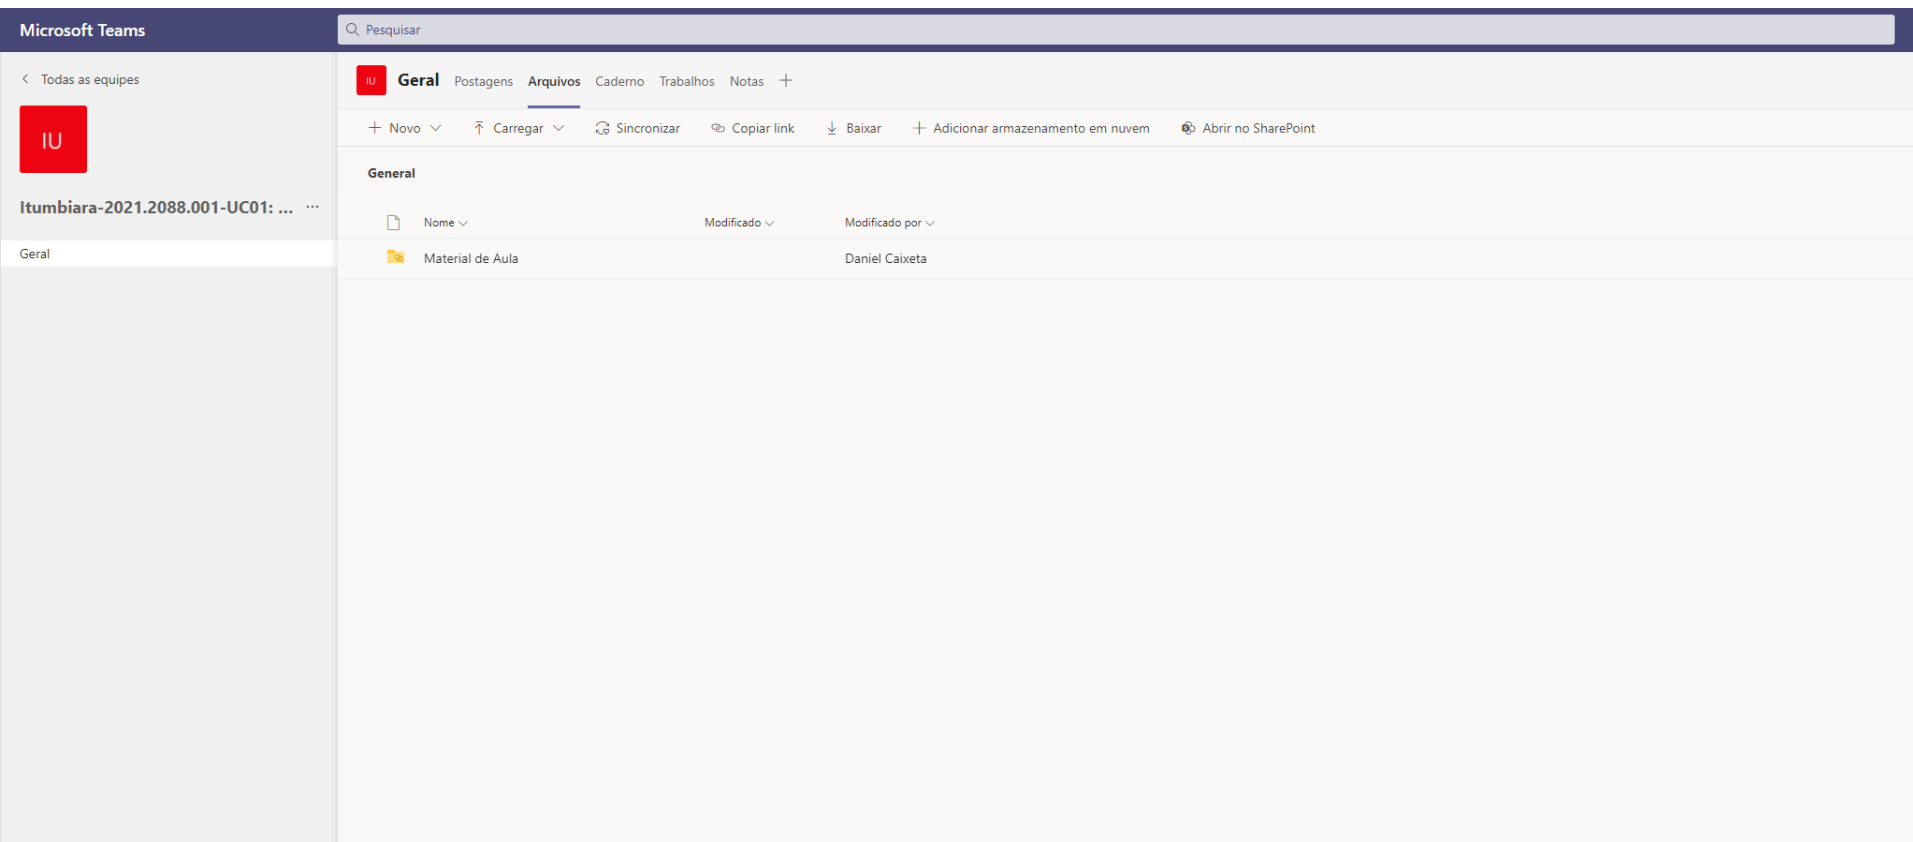 Microsoft Teams
Pesquisar
Todas as equipes
IU
Itumbiara-2021.2088.001-UC01: ... ...
Geral
IU Geral Postagens Arquivos Caderno Trabalhos Notas
Novo Carregar Sincronizar Copiar link Baixar Adicionar armazenamento em nuvem Abrir no SharePoint
General
Nome Modificado Modificado por
Material de Aula Daniel Caixeta